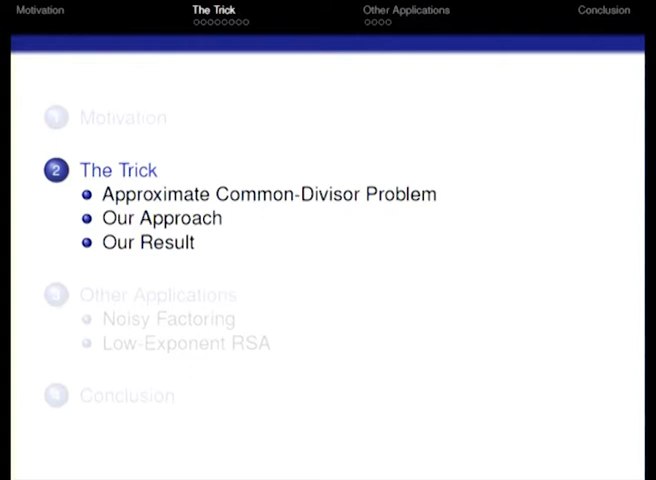 Motivation The Trick Other Applications Conclusion
1 Motivation
2 The Trick
Approximate Common-Divisor Problem
Our Approach
Our Result
3 Other Applications
Noisy Factoring
Low-Exponent RSA
4 Conclusion